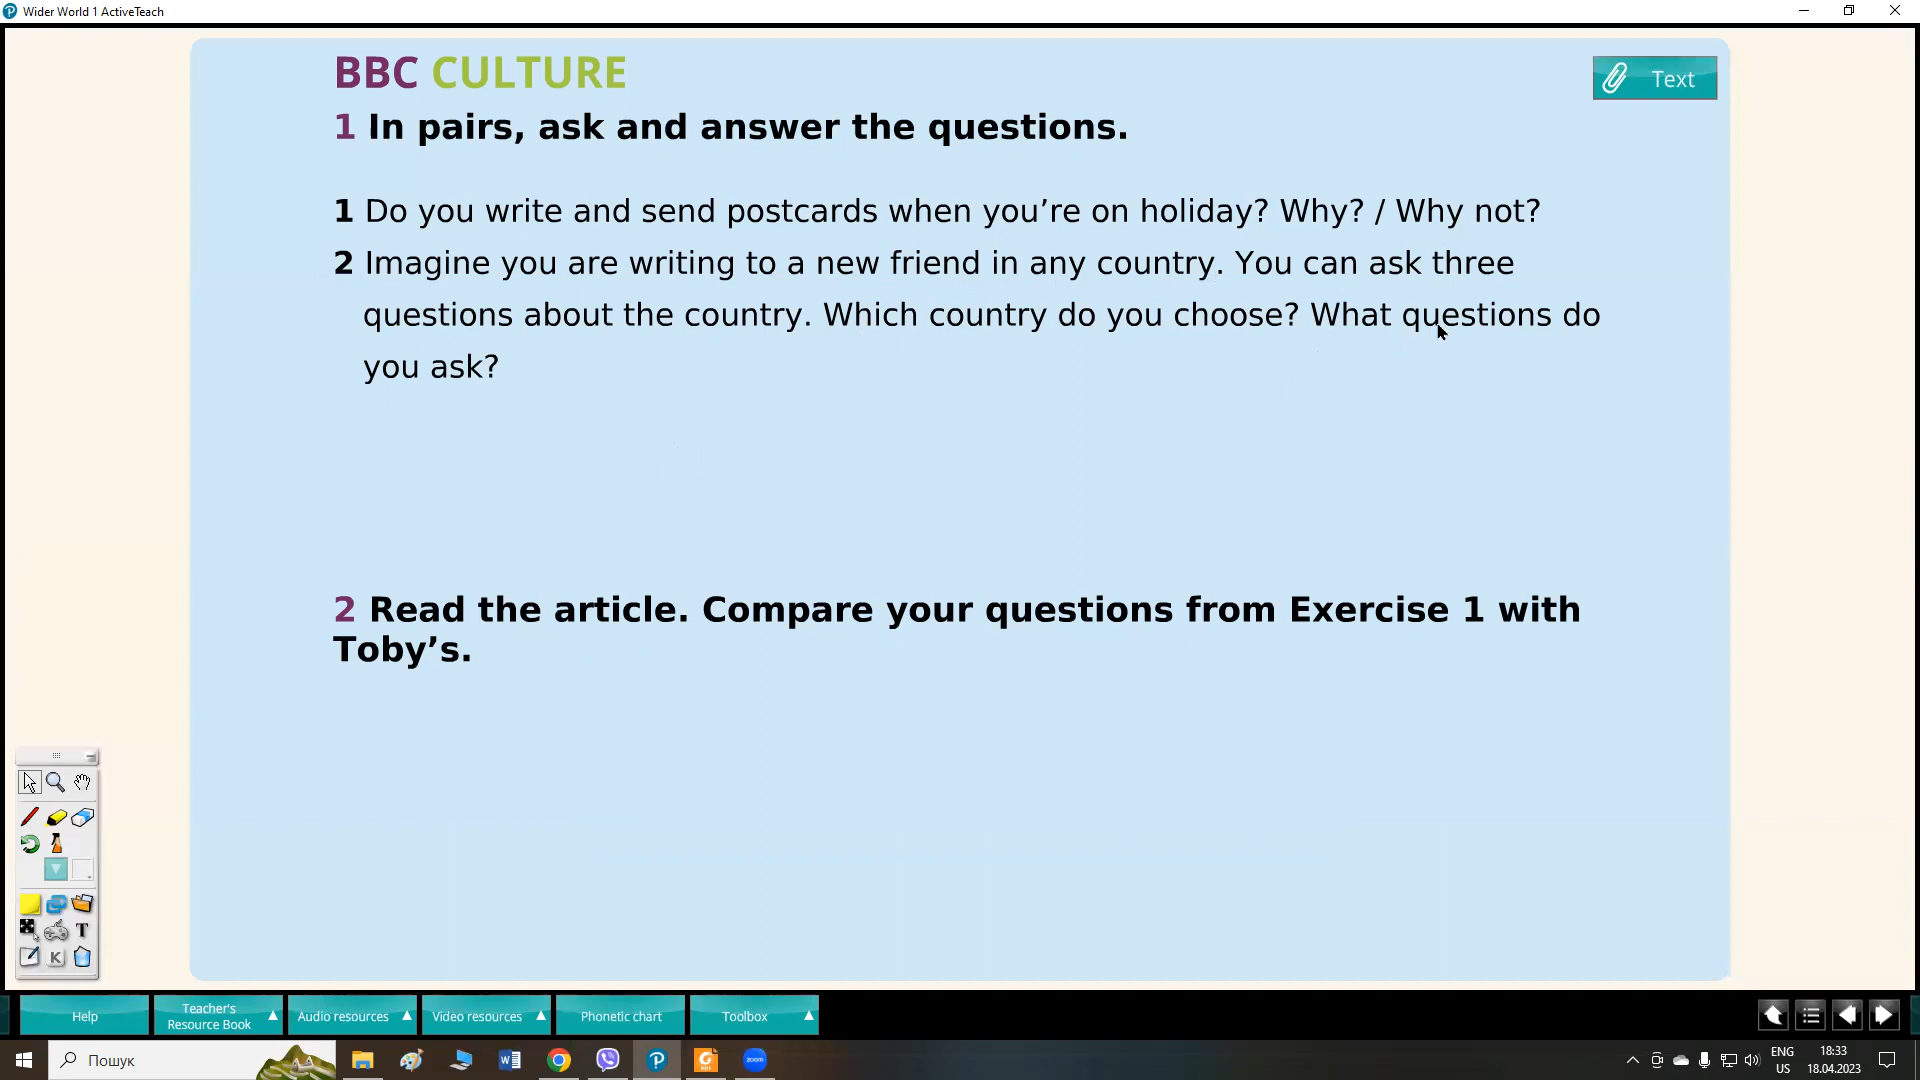 Wider World 1 ActiveTeach
BBC CULTURE
Text
1 In pairs, ask and answer the questions.
1 Do you write and send postcards when you're on holiday? Why? / Why not?
2 Imagine you are writing to a new friend in any country. You can ask three
questions about the country. Which country do you choose? What questions do
you ask?
2 Read the article. Compare your questions from Exercise 1 with
Toby's.
T
K
Help
Teacher's
Resource Book
Audio resources
Video resources
Phonetic chart
Toolbox
Пошук
zoom
ENG
US
18:33
18.04.2023